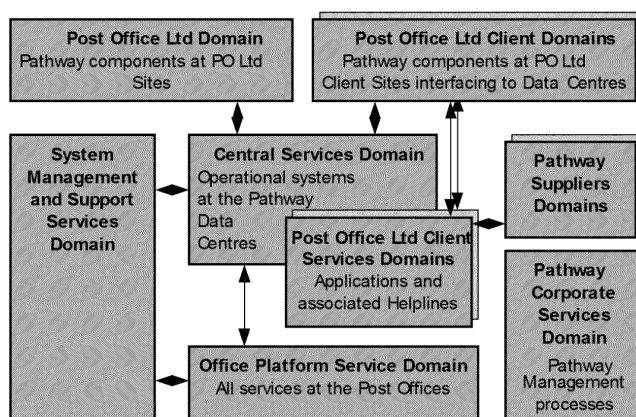 Post Office Ltd Domain
Pathway components at PO Ltd
Sites
Post Office Ltd Client Domains
Pathway components at PO Ltd
Client Sites interfacing to Data Centres
System
Management
and Support
Services
Domain
Central Services Domain
Operational systems
at the Pathway
Data
Centres
Post Office Ltd Client
Services Domains
Applications and
associated Helplines
Pathway
Suppliers
Domains
Pathway
Corporate
Services
Domain
Pathway
Management
processes
Office Platform Service Domain
All services at the Post Offices